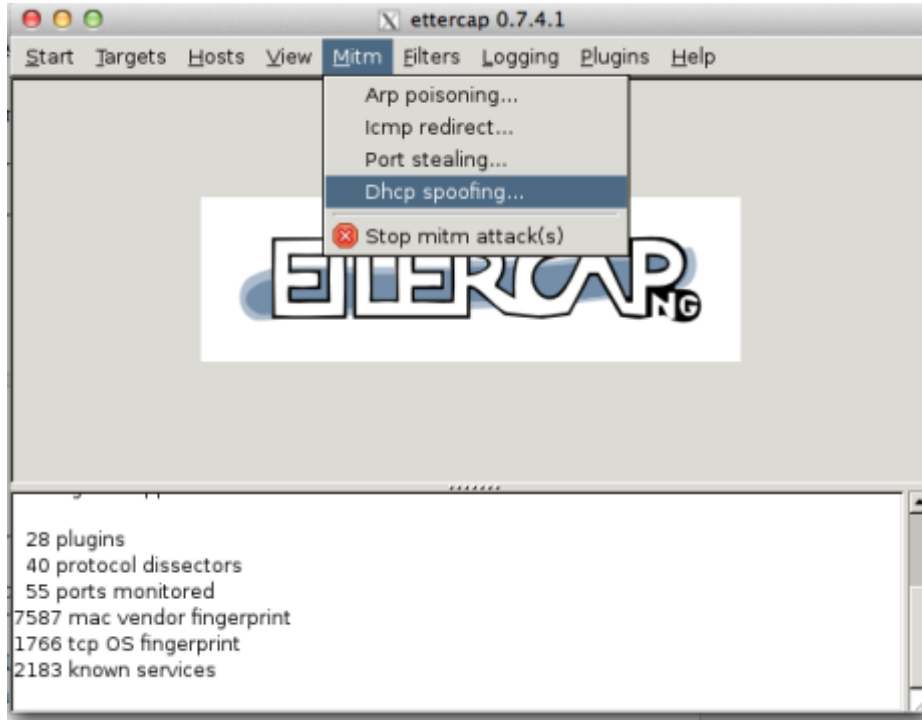 X ettercap 0.7.4.1
Start Targets Hosts View Mitm Filters Logging Plugins Help
Arp poisoning...
Icmp redirect...
Port stealing...
Dhcp spoofing...
Stop mitm attack(s)
ETTERCAP
NG
28 plugins
40 protocol dissectors
55 ports monitored
7587 mac vendor fingerprint
1766 tcp OS fingerprint
2183 known services